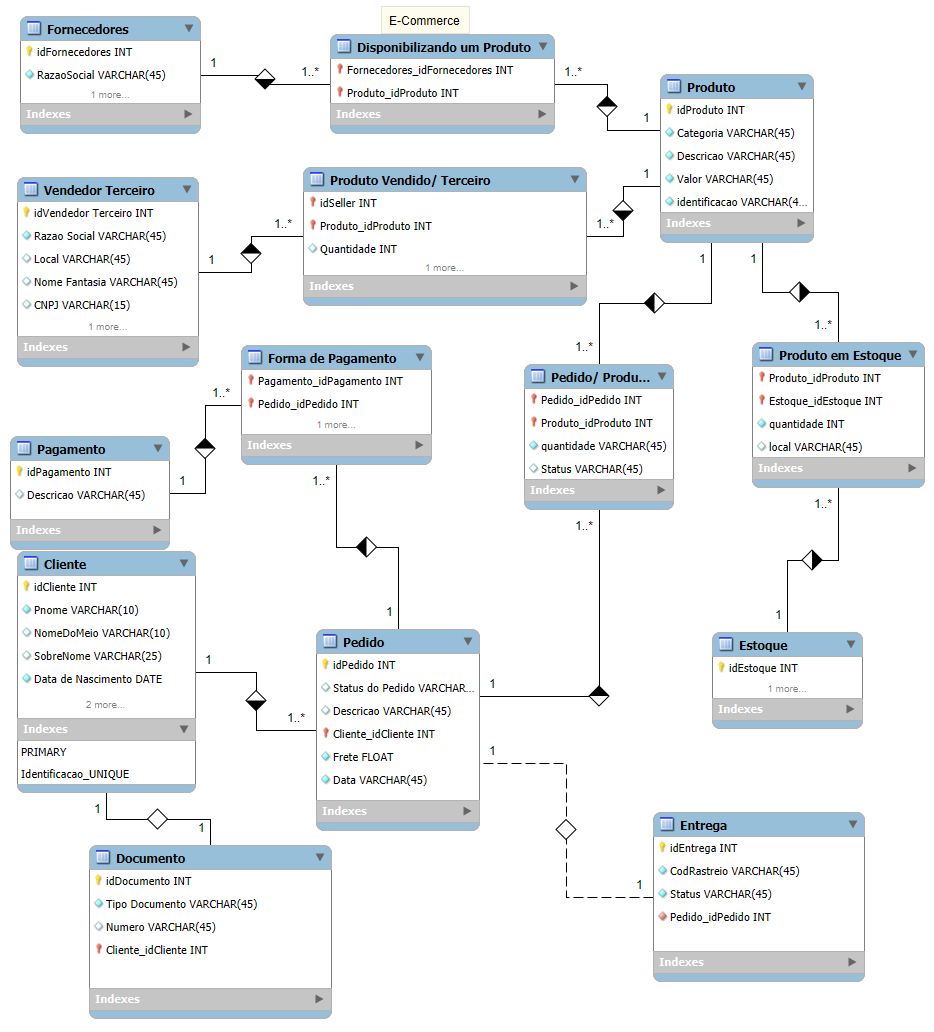 E-Commerce
Fornecedores
idFornecedores INT
RazaoSocial VARCHAR(45)
1 more...
Indexes
1
1..*
Disponibilizando um Produto
Fornecedores_idFornecedores INT
Produto_idProduto INT
Indexes
1..*
1
Produto
idProduto INT
Categoria VARCHAR(45)
Descricao VARCHAR(45)
Valor VARCHAR(45)
identificacao VARCHAR(4...
Indexes
Vendedor Terceiro
idVendedor Terceiro INT
Razao Social VARCHAR(45)
Local VARCHAR(45)
Nome Fantasia VARCHAR(45)
CNPJ VARCHAR(15)
1 more...
Indexes
1
1..*
Produto Vendido/ Terceiro
idSeller INT
Produto_idProduto INT
Quantidade INT
1 more...
Indexes
1..*
1
1
1
1..*
1..*
Forma de Pagamento
Pagamento_idPagamento INT
Pedido_idPedido INT
1 more...
Indexes
1..*
1
Pagamento
idPagamento INT
Descricao VARCHAR(45)
Indexes
Pedido/ Produ...
Pedido_idPedido INT
Produto_idProduto INT
quantidade VARCHAR(45)
Status VARCHAR(45)
Indexes
Produto em Estoque
Produto_idProduto INT
Estoque_idEstoque INT
quantidade INT
local VARCHAR(45)
Indexes
1..*
1..*
1..*
1
1
Cliente
idCliente INT
Pnome VARCHAR(10)
NomeDoMeio VARCHAR(10)
SobreNome VARCHAR(25)
Data de Nascimento DATE
2 more...
Indexes
PRIMARY
Identificacao_UNIQUE
1
1..*
Pedido
idPedido INT
Status do Pedido VARCHAR...
Descricao VARCHAR(45)
Cliente_idCliente INT
Frete FLOAT
Data VARCHAR(45)
Indexes
1
1
1
Estoque
idEstoque INT
1 more...
Indexes
1
1
Documento
idDocumento INT
Tipo Documento VARCHAR(45)
Numero VARCHAR(45)
Cliente_idCliente INT
Indexes
Entrega
idEntrega INT
CodRastreio VARCHAR(45)
Status VARCHAR(45)
Pedido_idPedido INT
Indexes